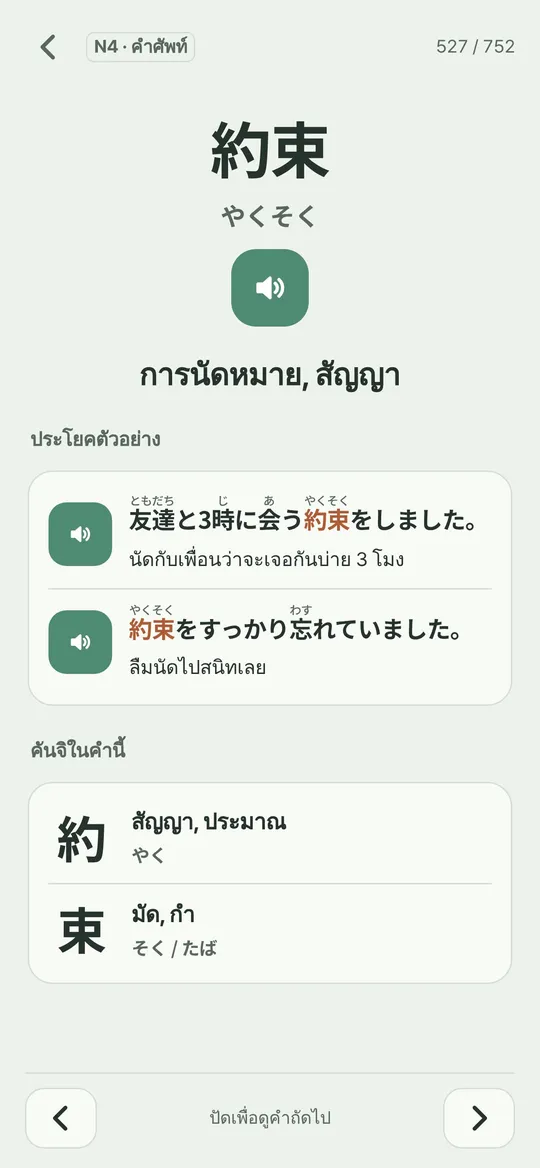 N4 · คำศัพท์
527 / 752
約束
やくそく
การนัดหมาย, สัญญา
ประโยคตัวอย่าง
ともだち じ あ やくそく
友達と3時に会う約束をしました。
นัดกับเพื่อนว่าจะเจอกันบ่าย 3 โมง
やくそく わす
約束をすっかり忘れていました。
ลืมนัดไปสนิทเลย
คันจิในคำนี้
約
สัญญา, ประมาณ
やく
束
มัด, กำ
そく / たば
ปัดเพื่อดูคำถัดไป